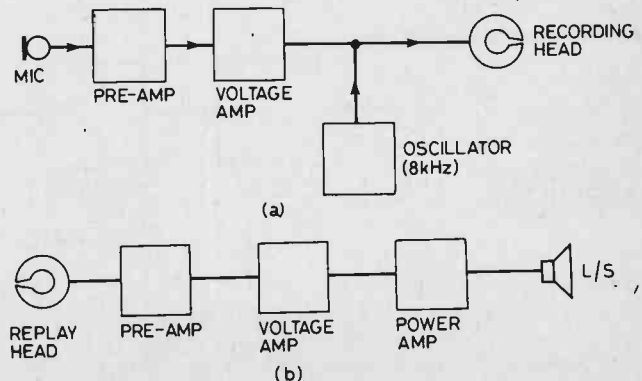 MIC
PRE-AMP
VOLTAGE
AMP
RECORDING
HEAD
OSCILLATOR
(8kHz)
(a)
REPLAY
HEAD
PRE-AMP
VOLTAGE
AMP
POWER
AMP
L/S
(b)